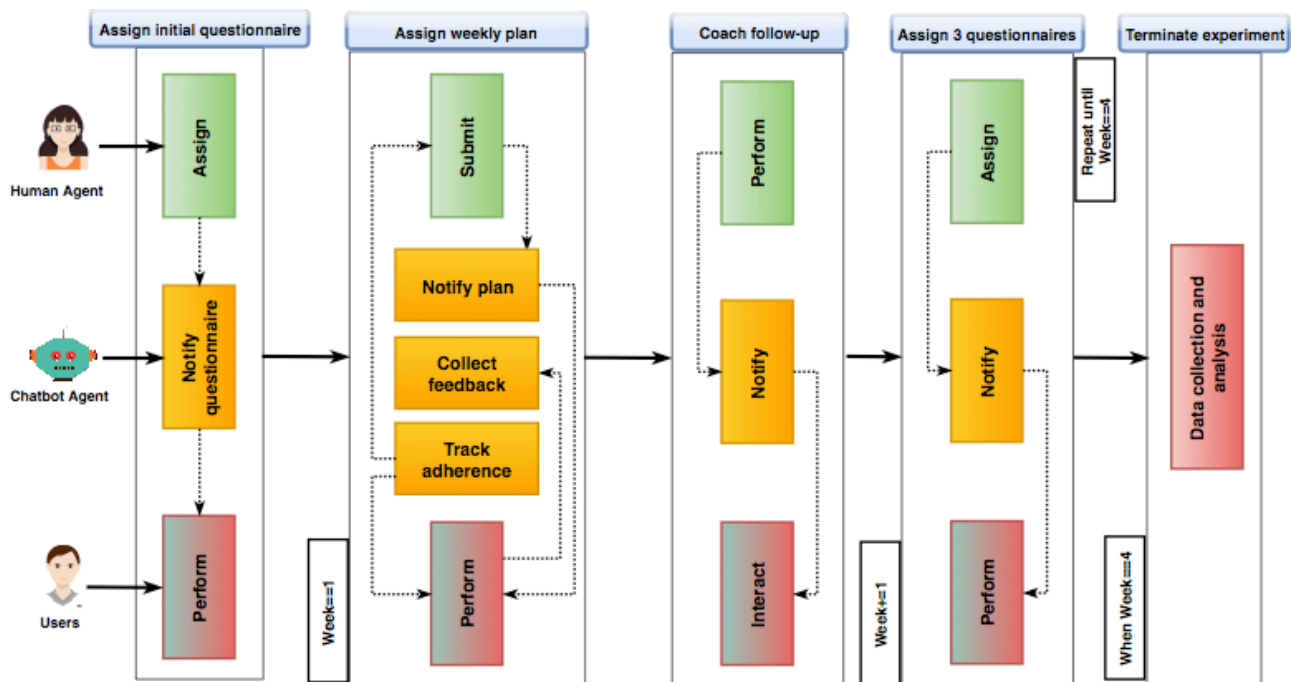 Assign initial questionnaire
Assign weekly plan
Coach follow-up
Assign 3 questionnaires
Terminate experiment
Human Agent
Chatbot Agent
Users
Assign
Notify
questionnaire
Perform
Week==1
Submit
Notify plan
Collect
feedback
Track
adherence
Perform
Perform
Notify
Interact
Week+=1
Assign
Notify
Perform
Repeat until
Week==4
When Week==4
Data collection and
analysis